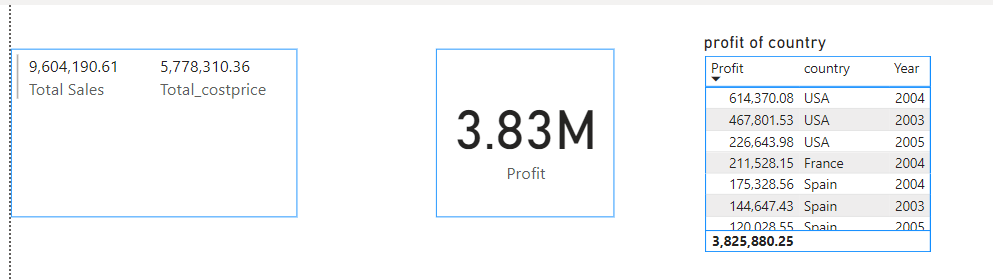 9,604,190.61 5,778,310.36
Total Sales Total_costprice
3.83M
Profit
profit of country
Profit country Year
614,370.08 USA 2004
467,801.53 USA 2003
226,643.98 USA 2005
211,528.15 France 2004
175,328.56 Spain 2004
144,647.43 Spain 2003
120,028.55 Spain 2005
3,825,880.25